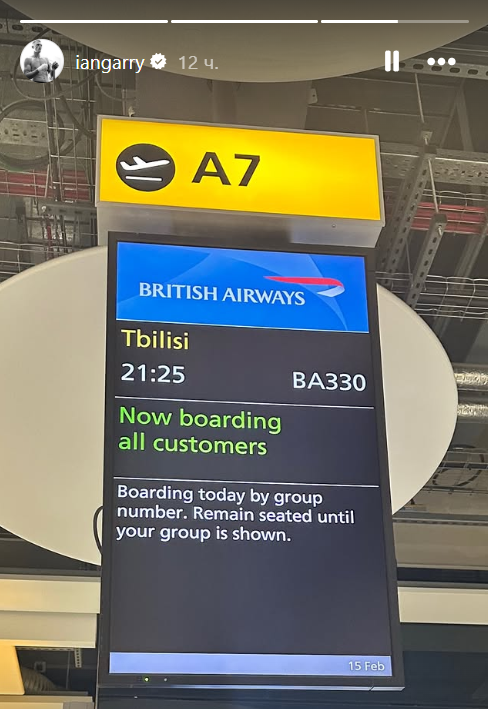 iangarry 12 ч.
A7
BRITISH AIRWAYS
Tbilisi
21:25 BA330
Now boarding
all customers
Boarding today by group
number. Remain seated until
your group is shown.
15 Feb